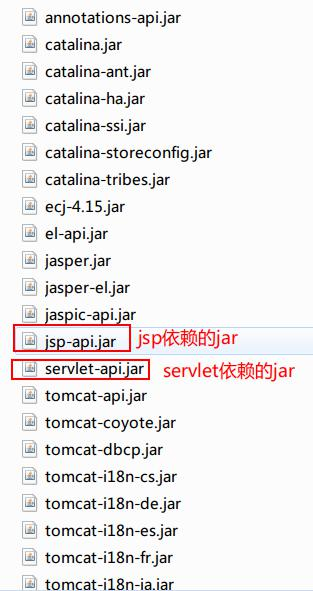 annotations-api.jar
catalina.jar
catalina-ant.jar
catalina-ha.jar
catalina-ssi.jar
catalina-storeconfig.jar
catalina-tribes.jar
ecj-4.15.jar
el-api.jar
jasper.jar
jasper-el.jar
jaspic-api.jar
jsp-api.jar jsp依赖的jar
servlet-api.jar servlet依赖的jar
tomcat-api.jar
tomcat-coyote.jar
tomcat-dbcp.jar
tomcat-i18n-cs.jar
tomcat-i18n-de.jar
tomcat-i18n-es.jar
tomcat-i18n-fr.jar
tomcat-i18n-ja.jar